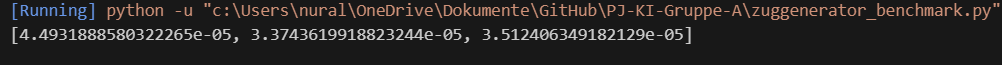 [Running] python -u "c:\Users\nural\OneDrive\Dokumente\GitHub\PJ-KI-Gruppe-A\zuggenerator_benchmark.py"
[4.4931888580322265e-05, 3.3743619918823244e-05, 3.512406349182129e-05]